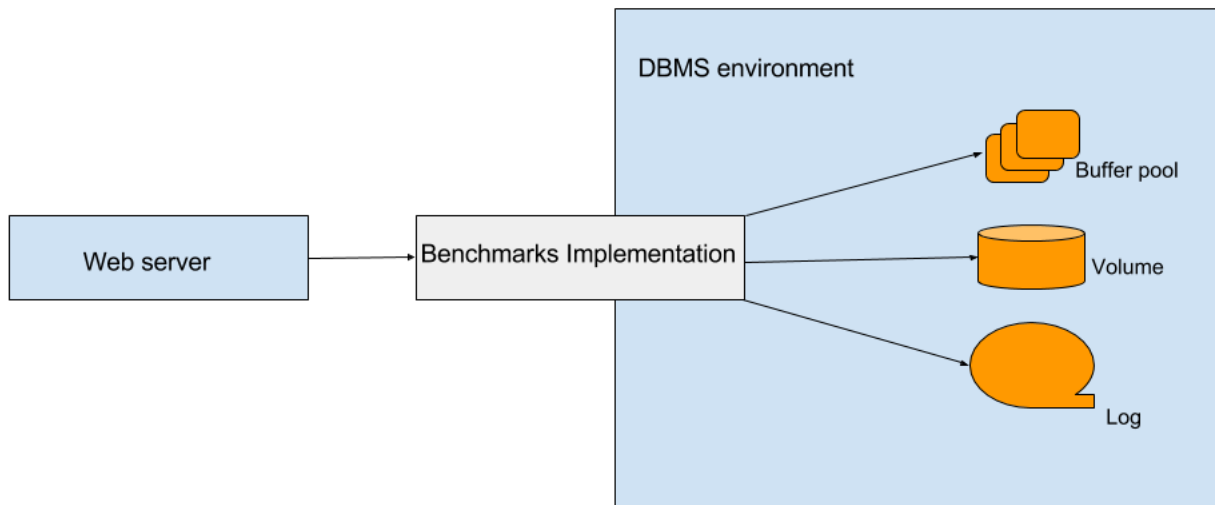 DBMS environment
Buffer pool
Web server
Benchmarks Implementation
Volume
Log